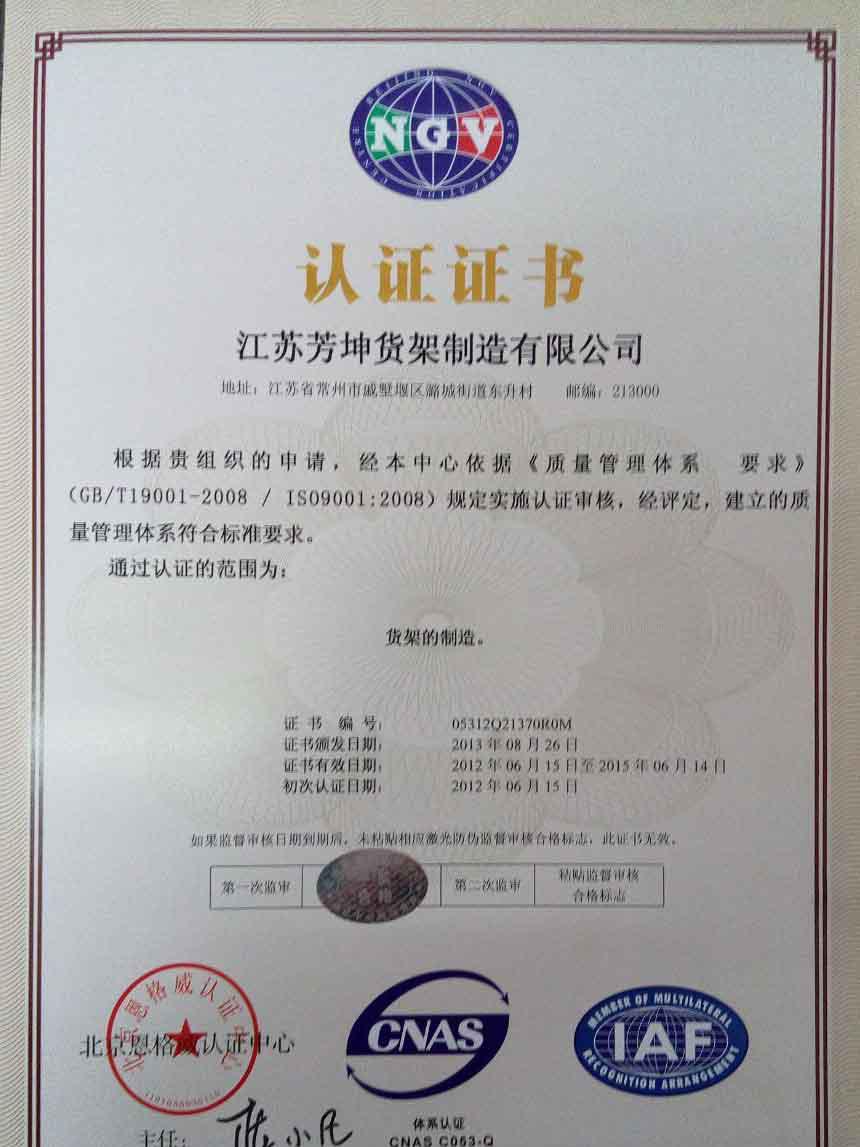 BEIJING NGV VERIFICATION CENTRE
NGV
认证证书
江苏芳坤货架制造有限公司
地址：江苏省常州市戚墅堰区潞城街道东升村 邮编：213000
根据贵组织的申请，经本中心依据《质量管理体系 要求》
（GB/T19001-2008 / ISO9001:2008）规定实施认证审核，经评定，建立的质
量管理体系符合标准要求。
通过认证的范围为：
货架的制造。
证书编号： 05312Q21370R0M
证书颁发日期： 2013年08月26日
证书有效日期： 2012年06月15日至2015年06月14日
初次认证日期： 2012年06月15日
如果监督审核日期到期后，未粘贴相应激光防伪监督审核合格标志，此证书无效。
第一次监审 第二次监审 粘贴监督审核
合格标志
北京恩格威认证中心
北京恩格威认证中心
CNAS
MEMBER OF MULTILATERAL
IAF
RECOGNITION ARRANGEMENT
主任：
体系认证
CNAS C053-Q